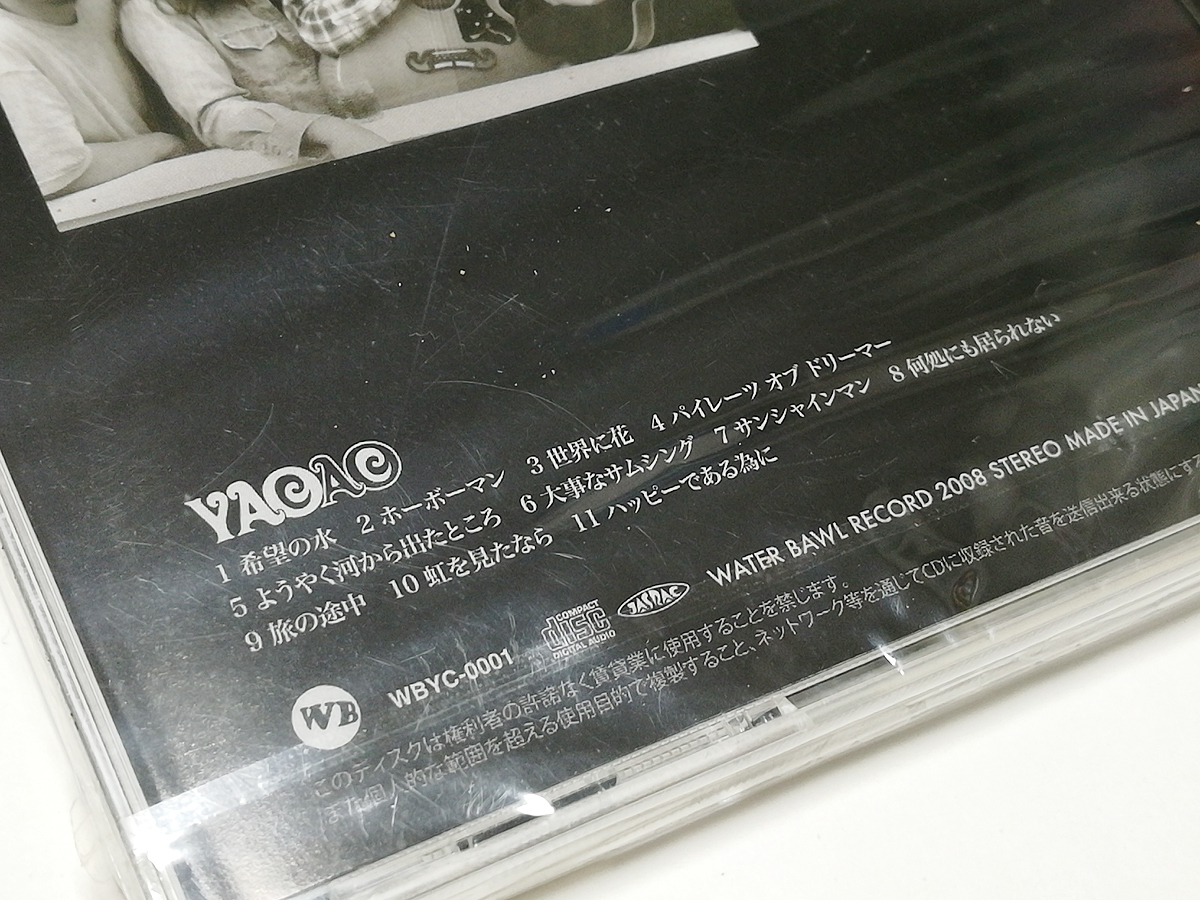 YACAC
1 希望の水 2 ホーボーマン 3 世界に花 4 パイレーツ オブ ドリーマー
5 ようやく河から出たところ 6 大事なサムシング 7 サンシャインマン 8 何処にも居られない
9 旅の途中 10 虹を見たなら 11 ハッピーである為に
WB WBYC-0001 COMPACT disc DIGITAL AUDIO JASRAC WATER BAWL RECORD 2008 STEREO MADE IN JAPAN
このディスクは権利者の許諾なく賃貸業に使用することを禁じます。
また個人的な範囲を超える使用目的で複製すること、ネットワーク等を通じてCDに収録された音を送信出来る状態にす